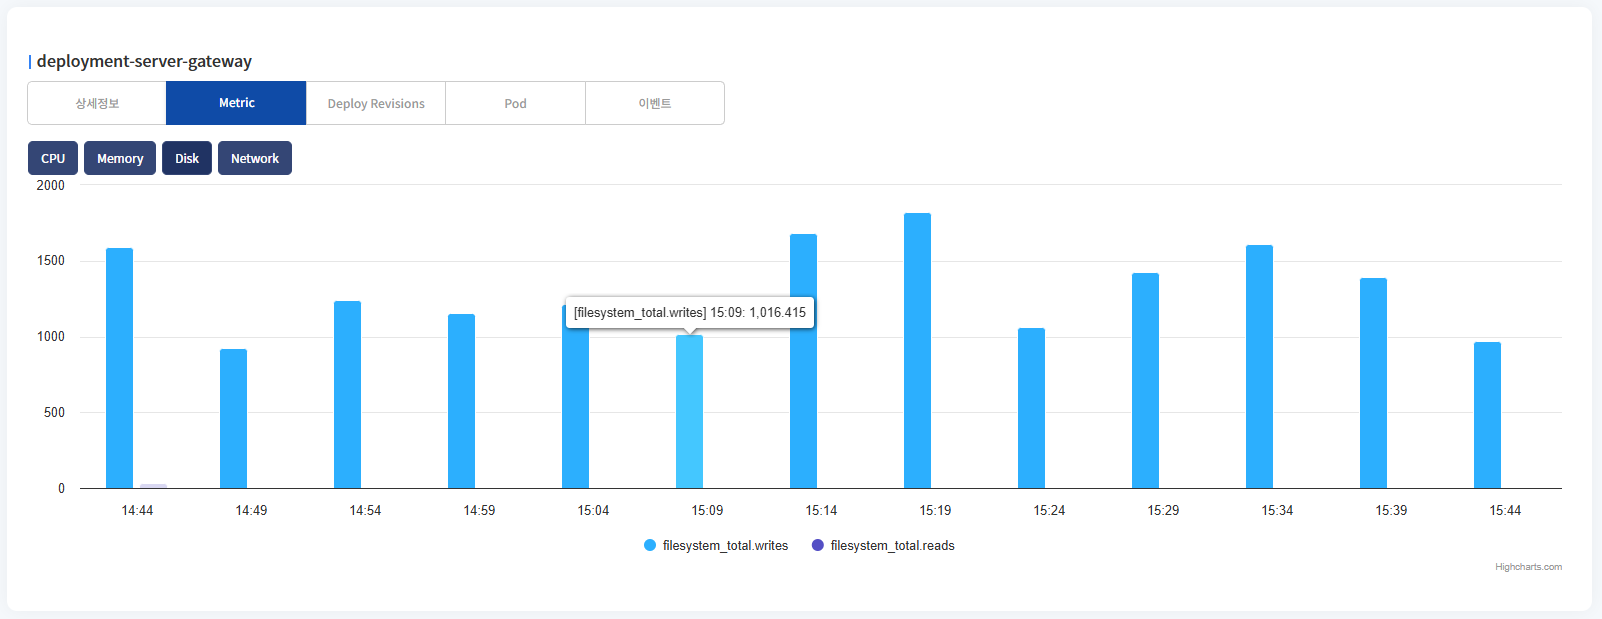 deployment-server-gateway
상세정보 Metric Deploy Revisions Pod 이벤트
CPU Memory Disk Network
2000
1500
1000
500
0
[filesystem_total.writes] 15:09: 1,016.415
14:44 14:49 14:54 14:59 15:04 15:09 15:14 15:19 15:24 15:29 15:34 15:39 15:44
filesystem_total.writes filesystem_total.reads
Highcharts.com